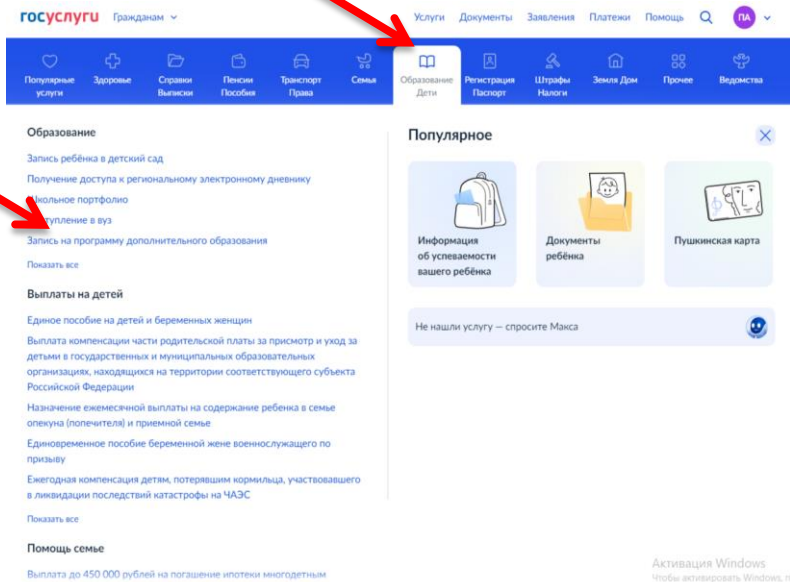 госуслуги Гражданам
Услуги Документы Заявления Платежи Помощь ПА
Популярные услуги
Здоровье
Справки Выписки
Пенсии Пособия
Транспорт Права
Семья
Образование Дети
Регистрация Паспорт
Штрафы Налоги
Земля Дом
Прочее
Ведомства
Образование
Запись ребёнка в детский сад
Получение доступа к региональному электронному дневнику
Школьное портфолио
в вуз
Запись на программу дополнительного образования
Показать все
Выплаты на детей
Единое пособие на детей и беременных женщин
Выплата компенсации части родительской платы за присмотр и уход за
детьми в государственных и муниципальных образовательных
организациях, находящихся на территории соответствующего субъекта
Российской Федерации
Назначение ежемесячной выплаты на содержание ребенка в семье
опекуна (попечителя) и приемной семье
Единовременное пособие беременной жене военнослужащего по
призыву
Ежегодная компенсация детям, потерявшим кормильца, участвовавшего
в ликвидации последствий катастрофы на ЧАЭС
Показать все
Помощь семье
Выплата до 450 000 рублей на погашение ипотеки многодетным
Популярное
Информация
об успеваемости
вашего ребёнка
Документы
ребёнка
Пушкинская карта
Не нашли услугу — спросите Макса
Активация Windows
Чтобы активировать Windows,